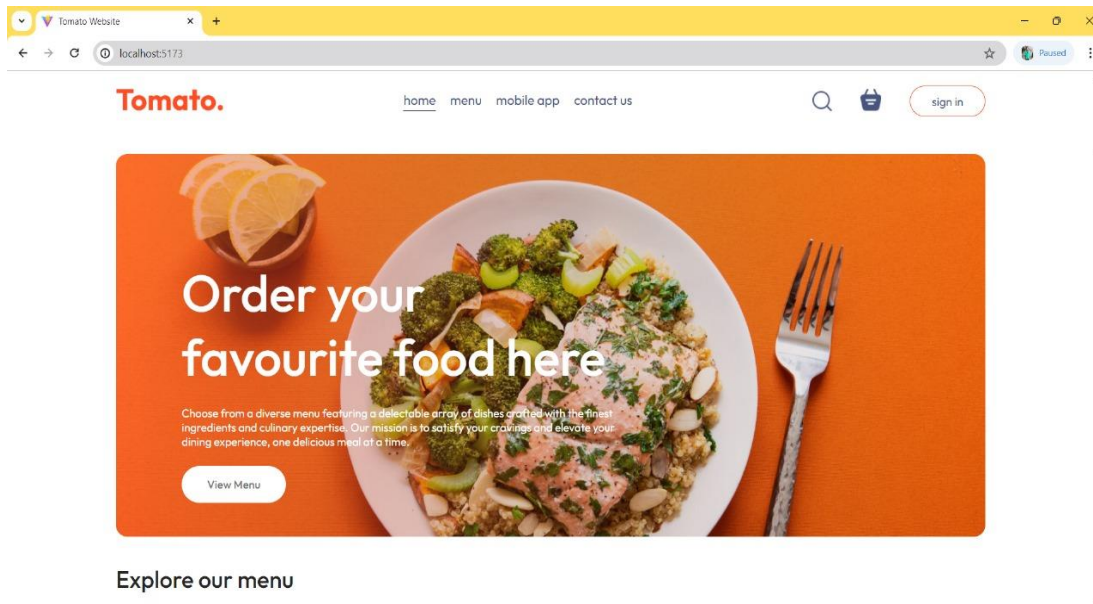 Tomato Website
localhost:5173
Paused
Tomato.
home menu mobile app contact us
sign in
Order your
favourite food here
Choose from a diverse menu featuring a delectable array of dishes crafted with the finest
ingredients and culinary expertise. Our mission is to satisfy your cravings and elevate your
dining experience, one delicious meal at a time.
View Menu
Explore our menu